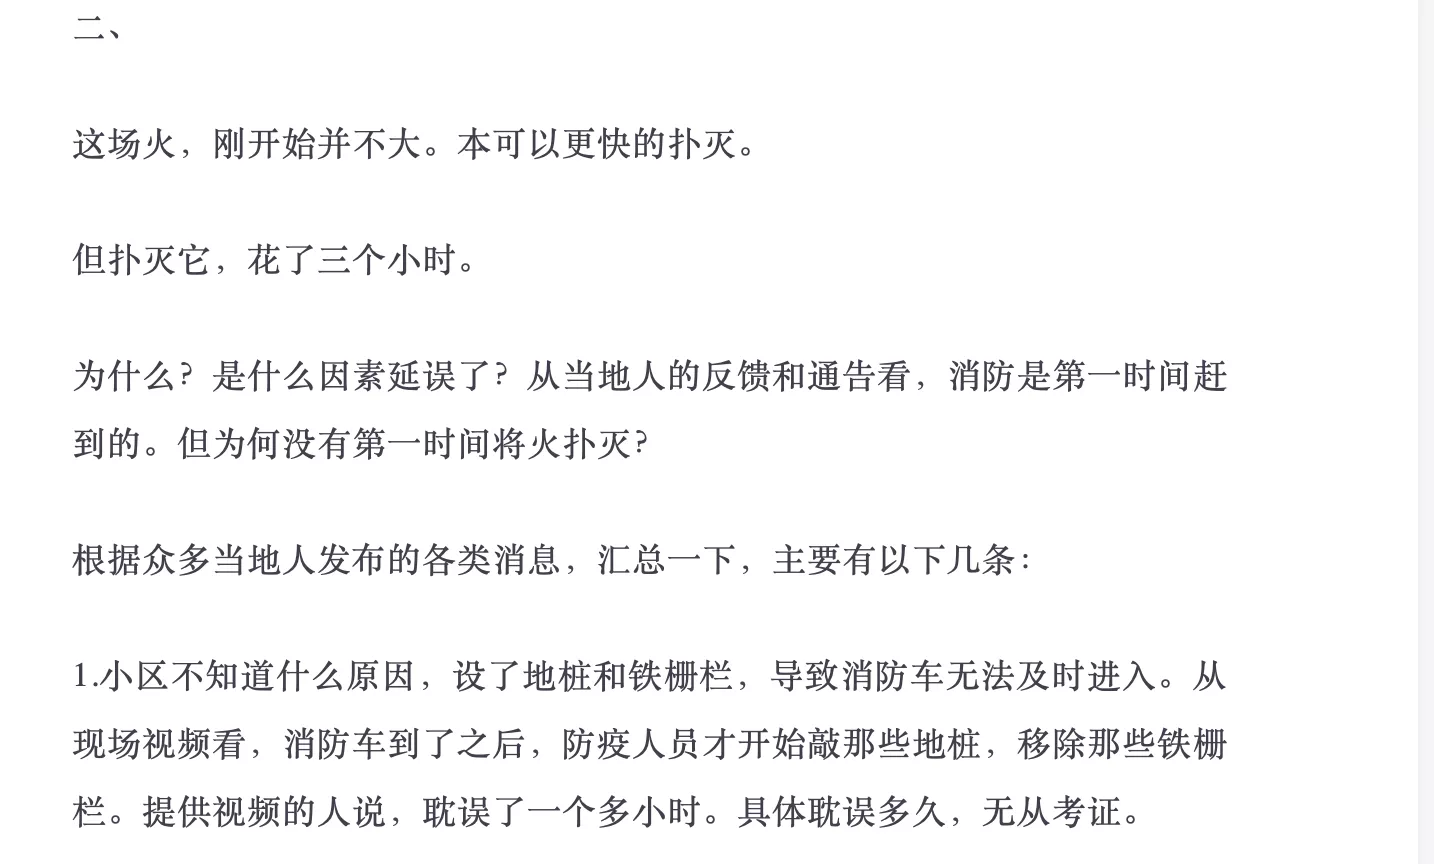 二、
这场火，刚开始并不大。本可以更快的扑灭。
但扑灭它，花了三个小时。
为什么？是什么因素延误了？从当地人的反馈和通告看，消防是第一时间赶
到的。但为何没有第一时间将火扑灭？
根据众多当地人发布的各类消息，汇总一下，主要有以下几条：
1.小区不知道什么原因，设了地桩和铁栅栏，导致消防车无法及时进入。从
现场视频看，消防车到了之后，防疫人员才开始敲那些地桩，移除那些铁栅
栏。提供视频的人说，耽误了一个多小时。具体耽误多久，无从考证。